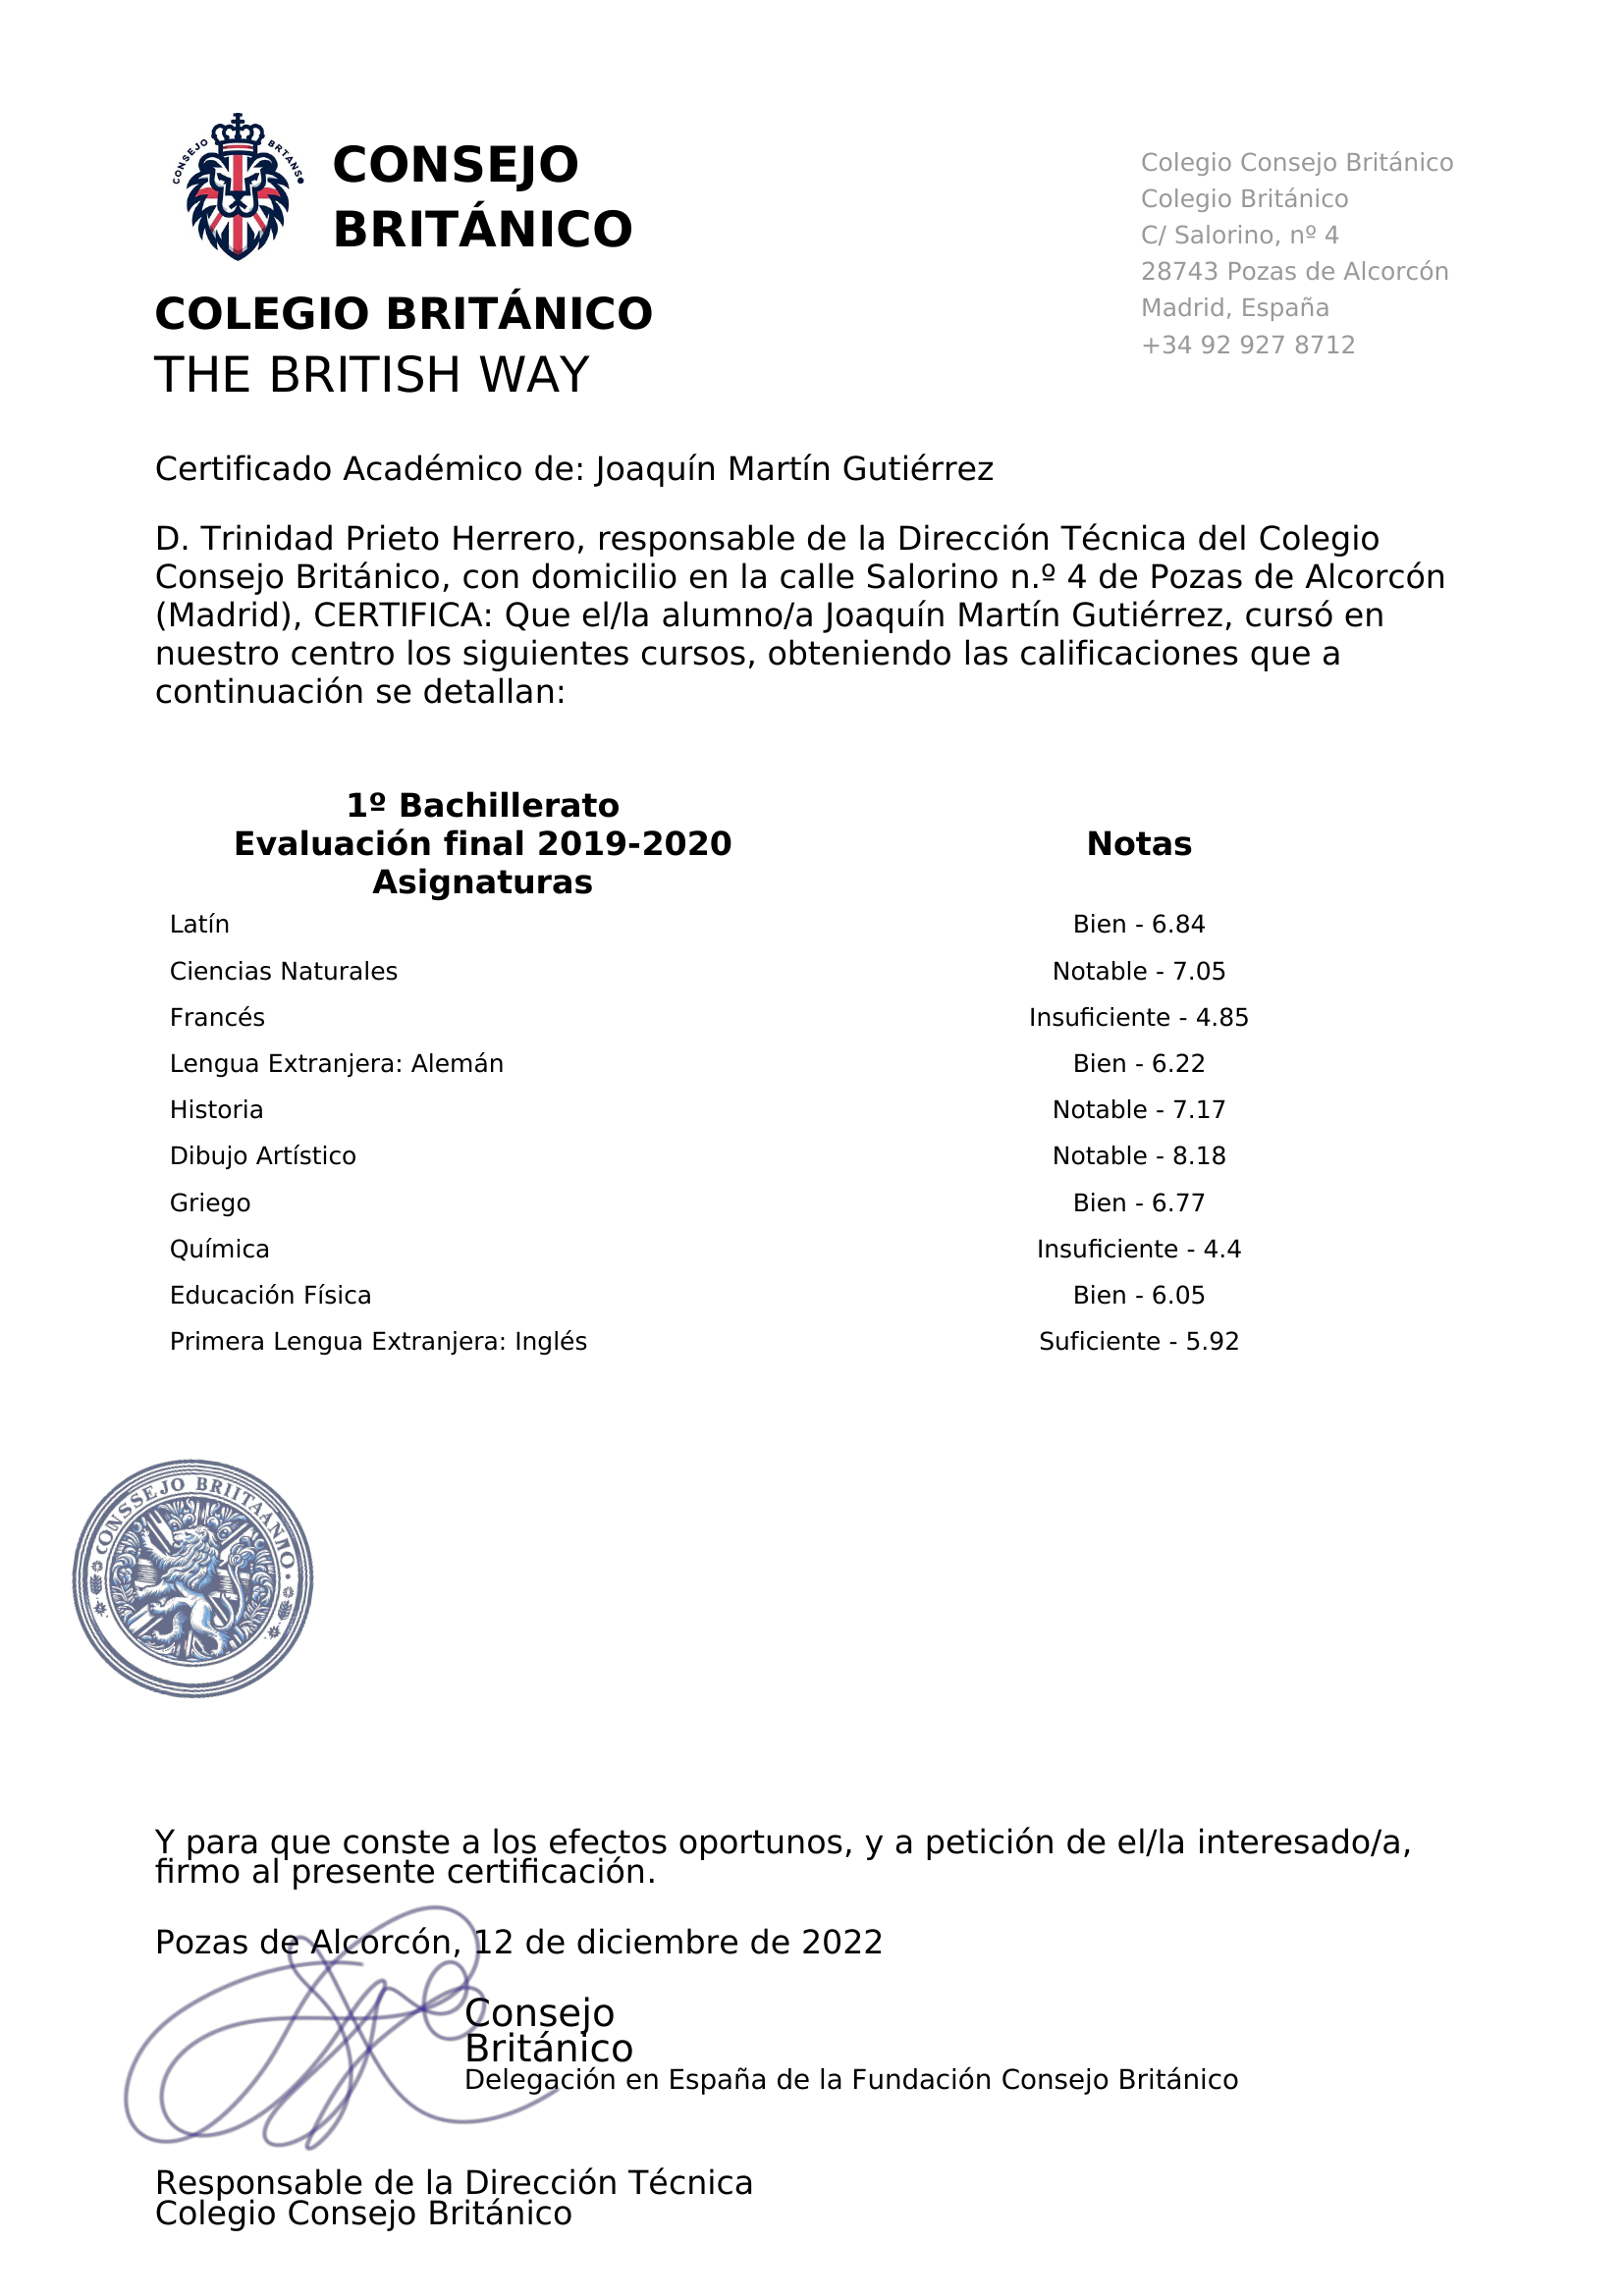 CONSEJO BRTANS
CONSEJO
BRITÁNICO
COLEGIO BRITÁNICO
THE BRITISH WAY
Colegio Consejo Británico
Colegio Británico
C/ Salorino, nº 4
28743 Pozas de Alcorcón
Madrid, España
+34 92 927 8712
Certificado Académico de: Joaquín Martín Gutiérrez
D. Trinidad Prieto Herrero, responsable de la Dirección Técnica del Colegio
Consejo Británico, con domicilio en la calle Salorino n.º 4 de Pozas de Alcorcón
(Madrid), CERTIFICA: Que el/la alumno/a Joaquín Martín Gutiérrez, cursó en
nuestro centro los siguientes cursos, obteniendo las calificaciones que a
continuación se detallan:
1º Bachillerato
Evaluación final 2019-2020 Notas
Asignaturas
Latín Bien - 6.84
Ciencias Naturales Notable - 7.05
Francés Insuficiente - 4.85
Lengua Extranjera: Alemán Bien - 6.22
Historia Notable - 7.17
Dibujo Artístico Notable - 8.18
Griego Bien - 6.77
Química Insuficiente - 4.4
Educación Física Bien - 6.05
Primera Lengua Extranjera: Inglés Suficiente - 5.92
CONSSEJO BRIITAANNO
Y para que conste a los efectos oportunos, y a petición de el/la interesado/a,
firmo al presente certificación.
Pozas de Alcorcón, 12 de diciembre de 2022
Consejo
Británico
Delegación en España de la Fundación Consejo Británico
Responsable de la Dirección Técnica
Colegio Consejo Británico